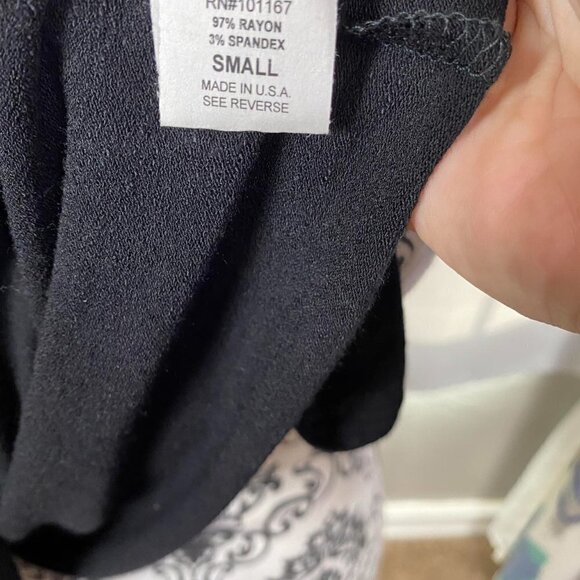 RN#101167
97% RAYON
3% SPANDEX
SMALL
MADE IN U.S.A.
SEE REVERSE